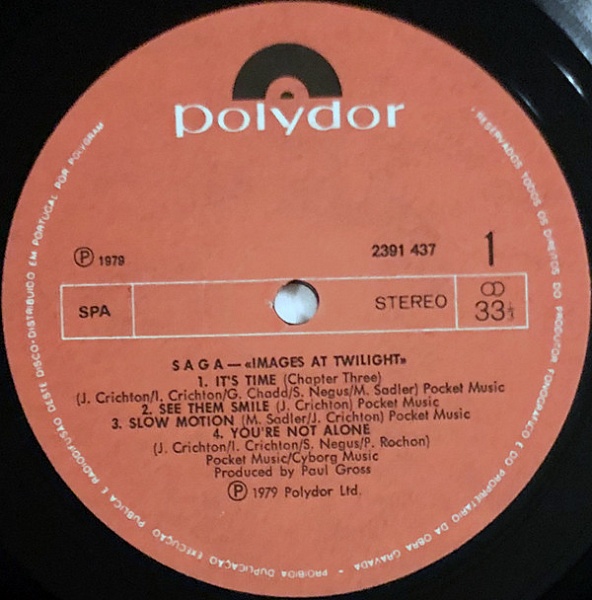 polydor
℗ 1979
2391 437
1
SPA
STEREO
33⅓
SAGA — «IMAGES AT TWILIGHT»
1. IT'S TIME (Chapter Three)
(J. Crichton/I. Crichton/G. Chadd/S. Negus/M. Sadler) Pocket Music
2. SEE THEM SMILE (J. Crichton) Pocket Music
3. SLOW MOTION (M. Sadler/J. Crichton) Pocket Music
4. YOU'RE NOT ALONE
(J. Crichton/I. Crichton/S. Negus/P. Rochon)
Pocket Music/Cyborg Music
Produced by Paul Gross
℗ 1979 Polydor Ltd.
· RESERVADOS TODOS OS DIREITOS DO PRODUTOR FONOGRÁFICO E DO PROPRIETÁRIO DA OBRA GRAVADA - PROIBIDA DUPLICAÇÃO EXECUÇÃO PÚBLICA E RADIODIFUSÃO DESTE DISCO - DISTRIBUIDO EM PORTUGAL POR POLYGRAM